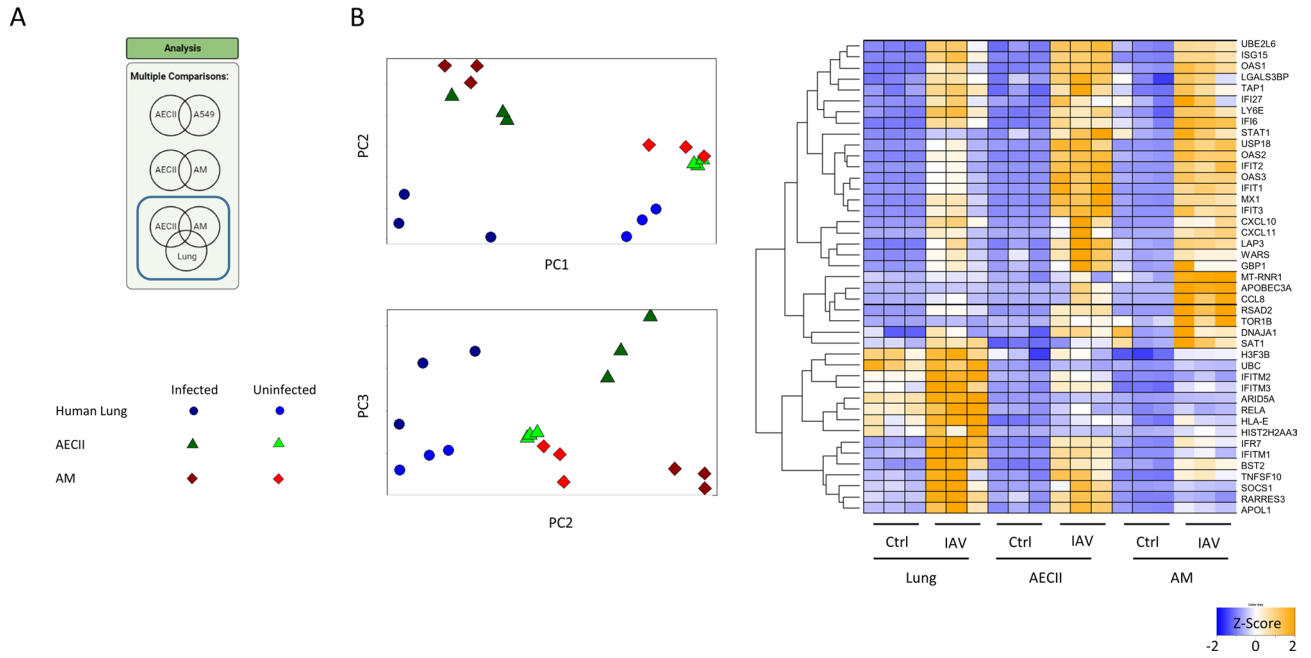 A
B
Analysis
Multiple Comparisons:
AECII A549
AECII AM
AECII AM
Lung
Infected Uninfected
Human Lung
AECII
AM
PC2
PC1
PC3
PC2
UBE2L6
ISG15
OAS1
LGALS3BP
TAP1
IFI27
LY6E
IFI6
STAT1
USP18
OAS2
IFIT2
OAS3
IFIT1
MX1
IFIT3
CXCL10
CXCL11
LAP3
WARS
GBP1
MT-RNR1
APOBEC3A
CCL8
RSAD2
TOR1B
DNAJA1
SAT1
H3F3B
UBC
IFITM2
IFITM3
ARID5A
RELA
HLA-E
HIST2H2AA3
IFR7
IFITM1
BST2
TNFSF10
SOCS1
RARRES3
APOL1
Ctrl IAV Ctrl IAV Ctrl IAV
Lung AECII AM
Color Key
Z-Score
-2 0 2